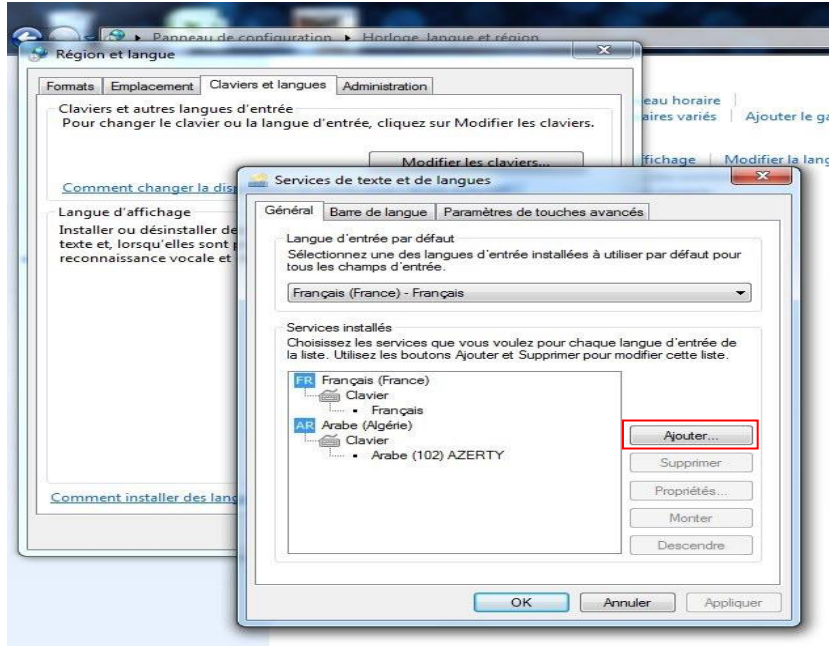 Panneau de configuration ▸ Horloge, langue et région
Région et langue
Formats Emplacement Claviers et langues Administration
Claviers et autres langues d'entrée
Pour changer le clavier ou la langue d'entrée, cliquez sur Modifier les claviers.
Modifier les claviers...
Comment changer la
Langue d'affichage
Installer ou désinstaller
texte et, lorsqu'elles sont
reconnaissance vocale et
Comment installer des
eau horaire
aires variés Ajouter le
ffichage Modifier la
Services de texte et de langues
Général Barre de langue Paramètres de touches avancés
Langue d'entrée par défaut
Sélectionnez une des langues d'entrée installées à utiliser par défaut pour
tous les champs d'entrée.
Français (France) - Français
Services installés
Choisissez les services que vous voulez pour chaque langue d'entrée de
la liste. Utilisez les boutons Ajouter et Supprimer pour modifier cette liste.
FR Français (France)
Clavier
• Français
AR Arabe (Algérie)
Clavier
• Arabe (102) AZERTY
Ajouter...
Supprimer
Propriétés...
Monter
Descendre
OK Annuler Appliquer